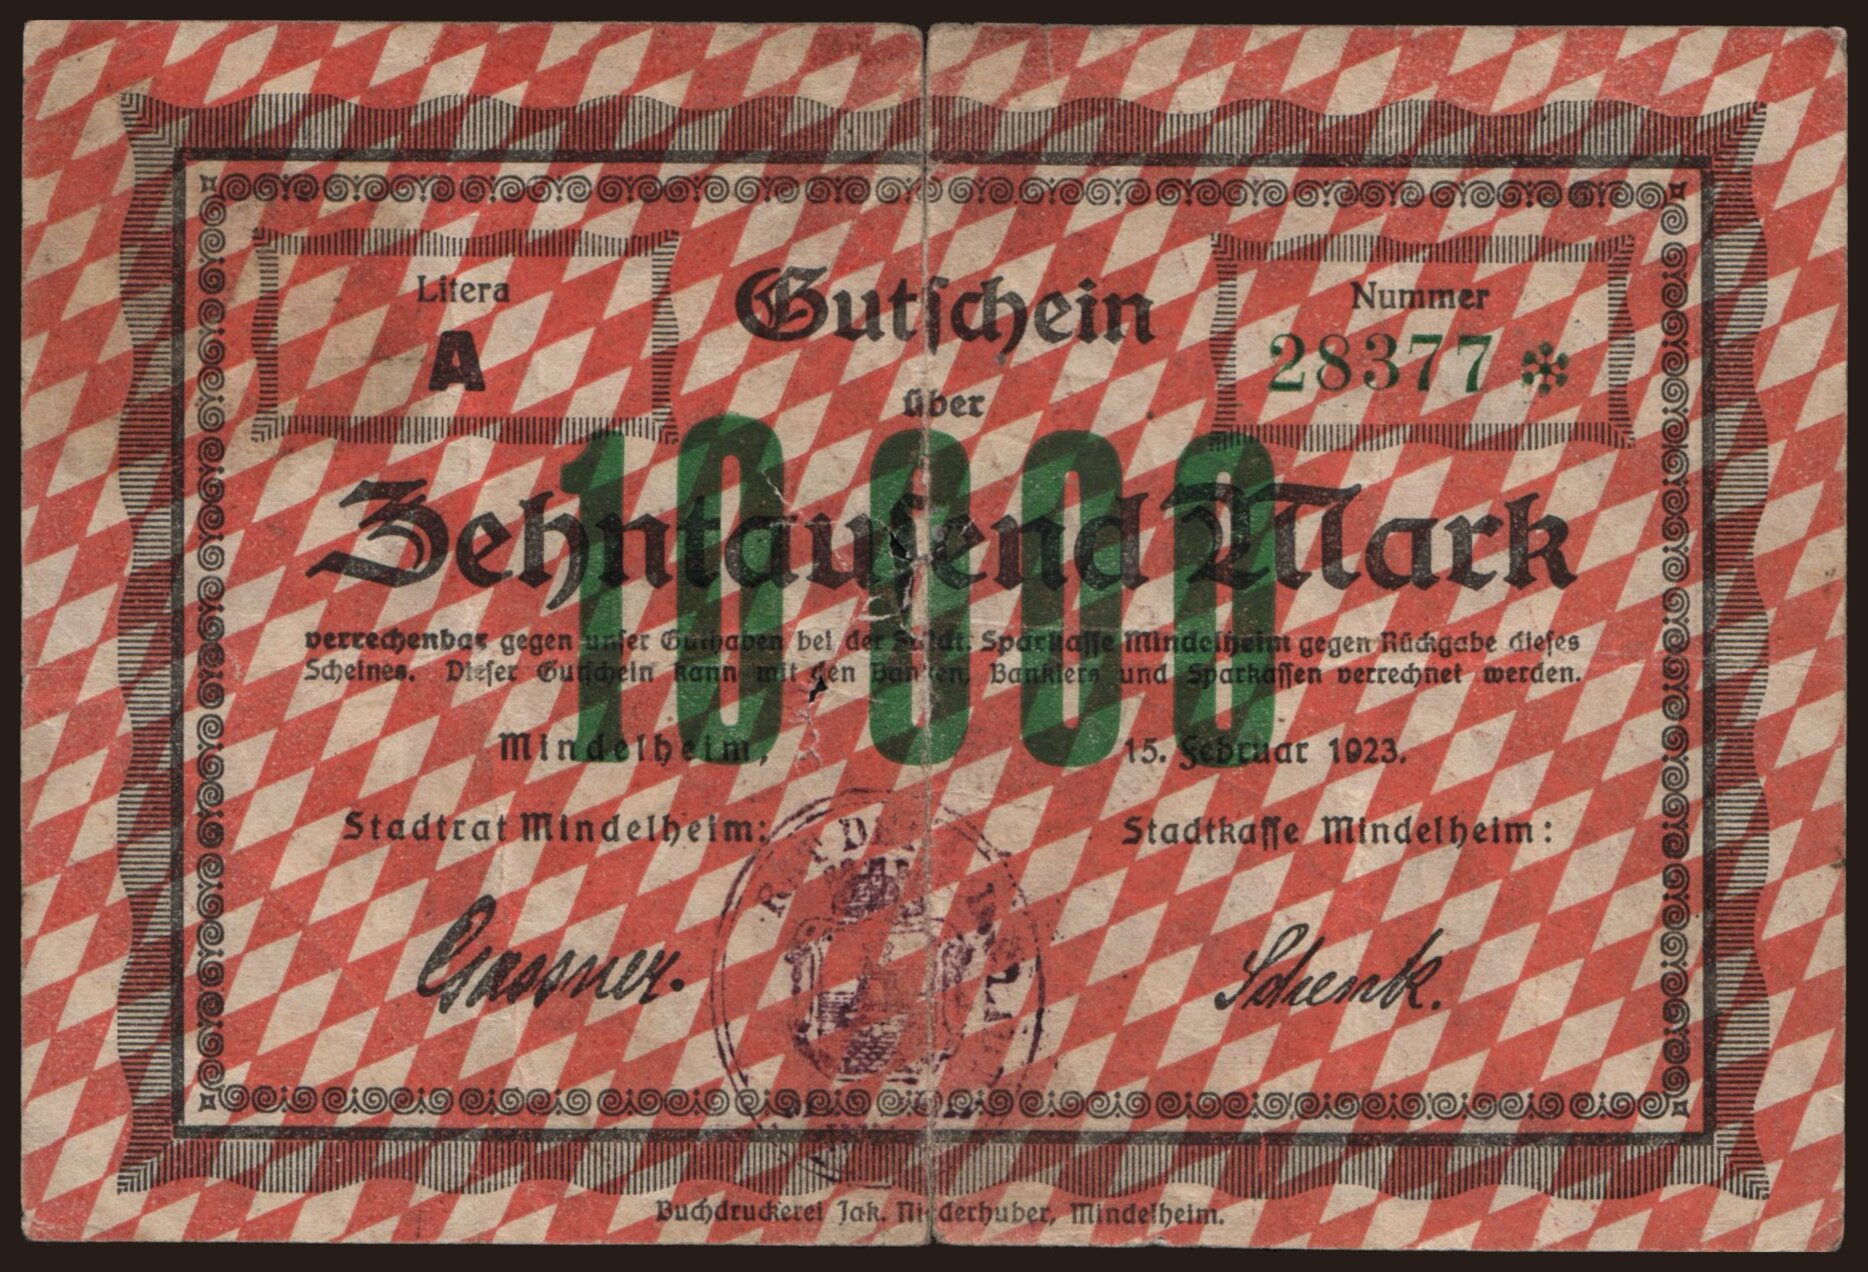 Litera
A
Gutschein
Nummer
28377 *
über
10000
Zehntausend Mark
verrechenbar gegen unser Guthaben bei der Städt. Sparkasse Mindelheim gegen Rückgabe dieses
Scheines. Dieser Gutschein kann mit den Banken, Bankiers und Sparkassen verrechnet werden.
Mindelheim, 15. Februar 1923.
Stadtrat Mindelheim: Stadtkasse Mindelheim:
Gassner. Schenk.
Buchdruckerei Jak. Niederhuber, Mindelheim.